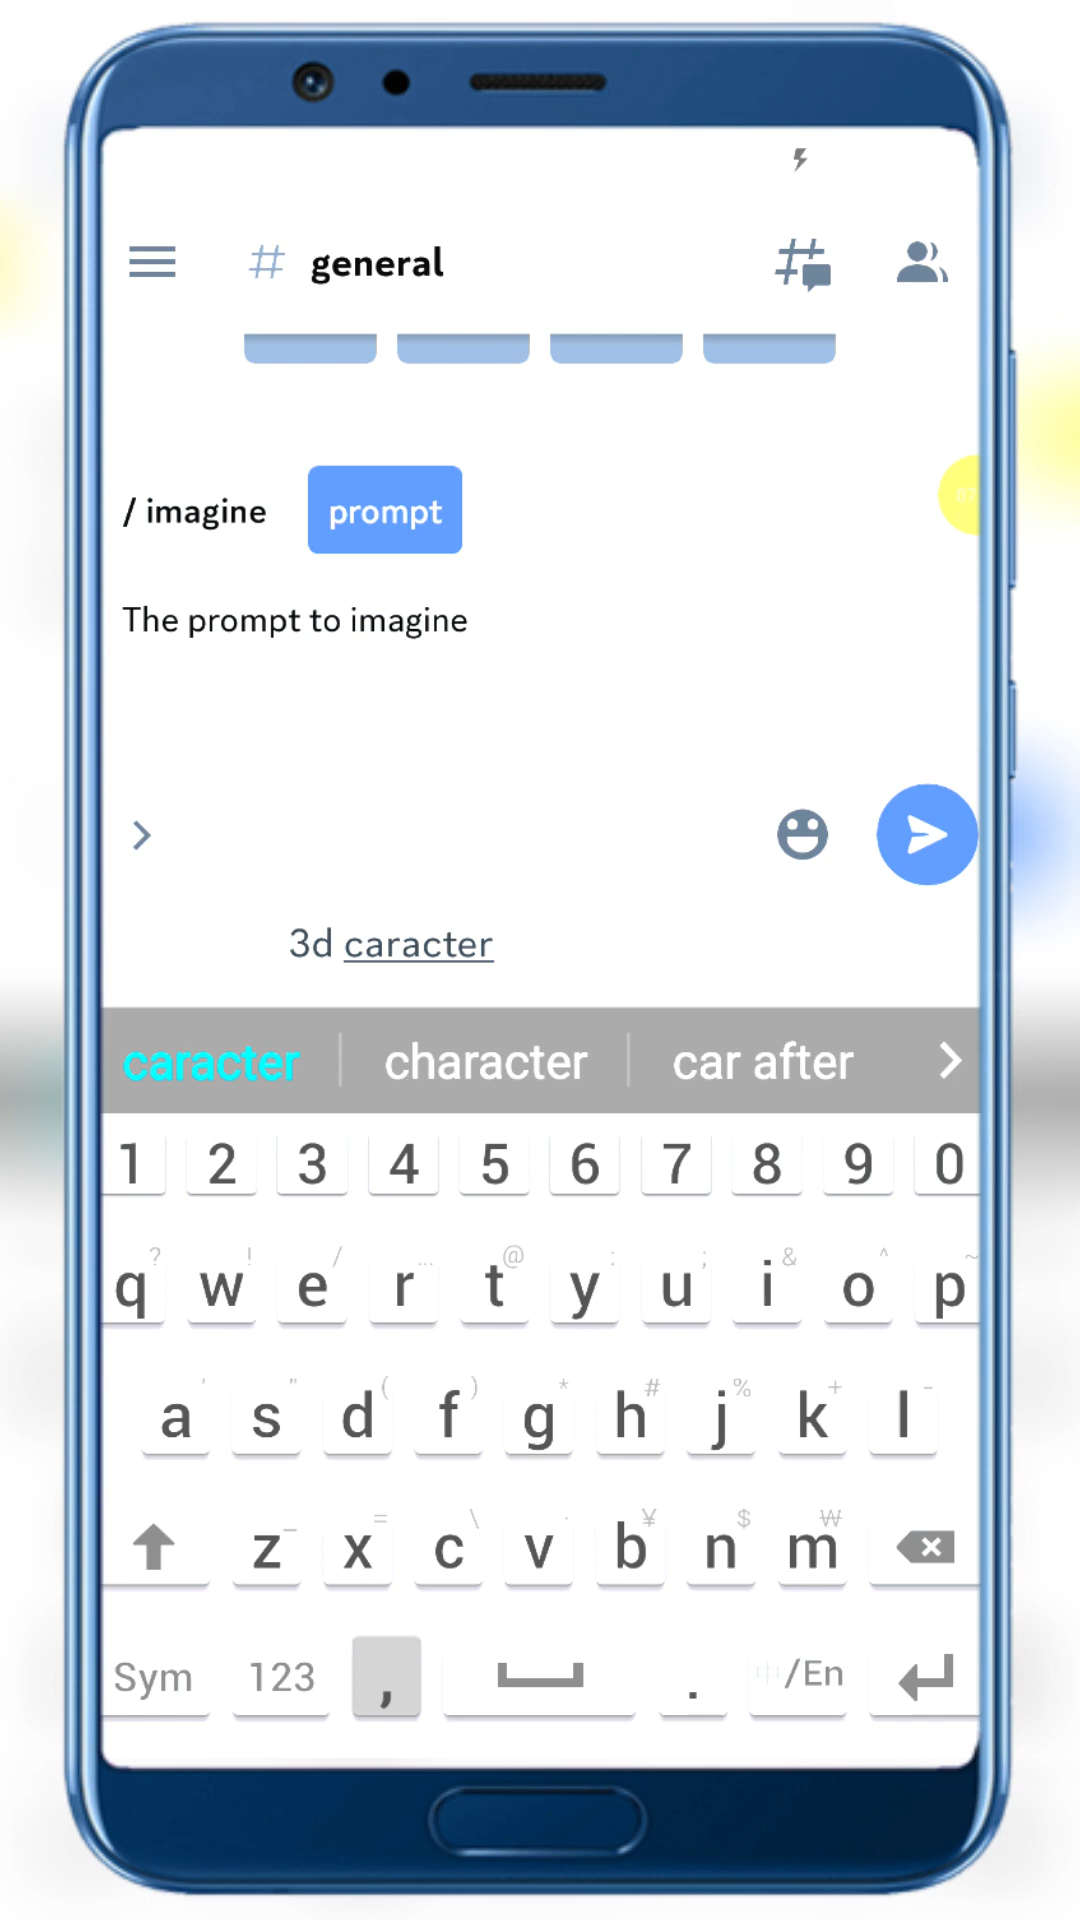 # general
/ imagine prompt
The prompt to imagine
3d caracter
caracter character car after
1 2 3 4 5 6 7 8 9 0
? ! / ... @ : ; & ^ ~
q w e r t y u i o p
' " ( ) * # % + -
a s d f g h j k l
_ = \ · ¥ $ ₩
z x c v b n m
Sym 123 , . 中/En